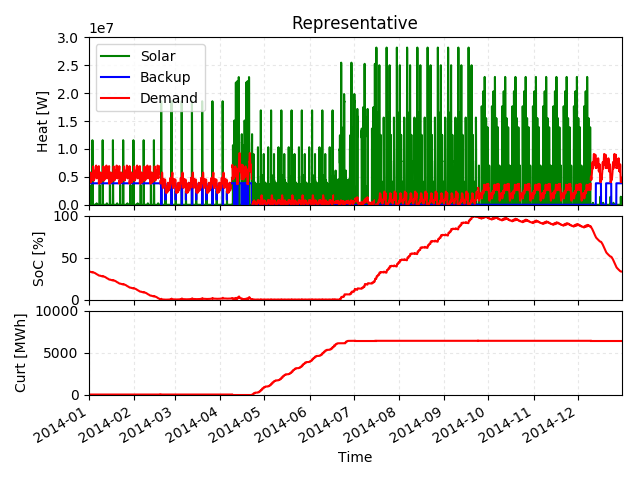 Representative
1e7
Heat [W]
3.0
2.5
2.0
1.5
1.0
0.5
0.0
Solar
Backup
Demand
SoC [%]
100
50
0
Curt [MWh]
10000
5000
0
2014-01
2014-02
2014-03
2014-04
2014-05
2014-06
2014-07
2014-08
2014-09
2014-10
2014-11
2014-12
Time